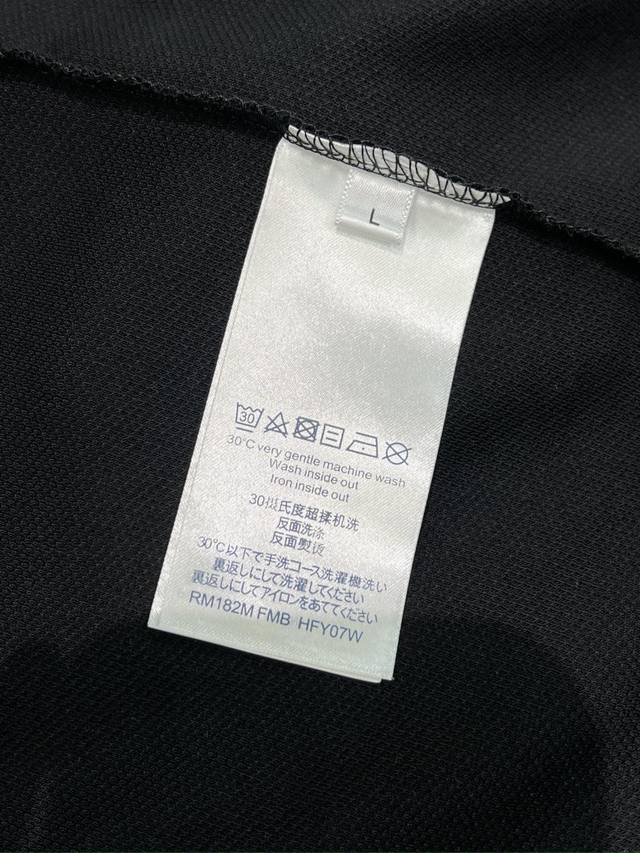 L
30
30°C very gentle machine wash
Wash inside out
Iron inside out
30摄氏度超揉机洗
反面洗涤
反面熨烫
30℃以下で手洗コース洗濯機洗い
裏返しにして洗濯してください
裏返しにしてアイロンをあててください
RM182M FMB HFY07W